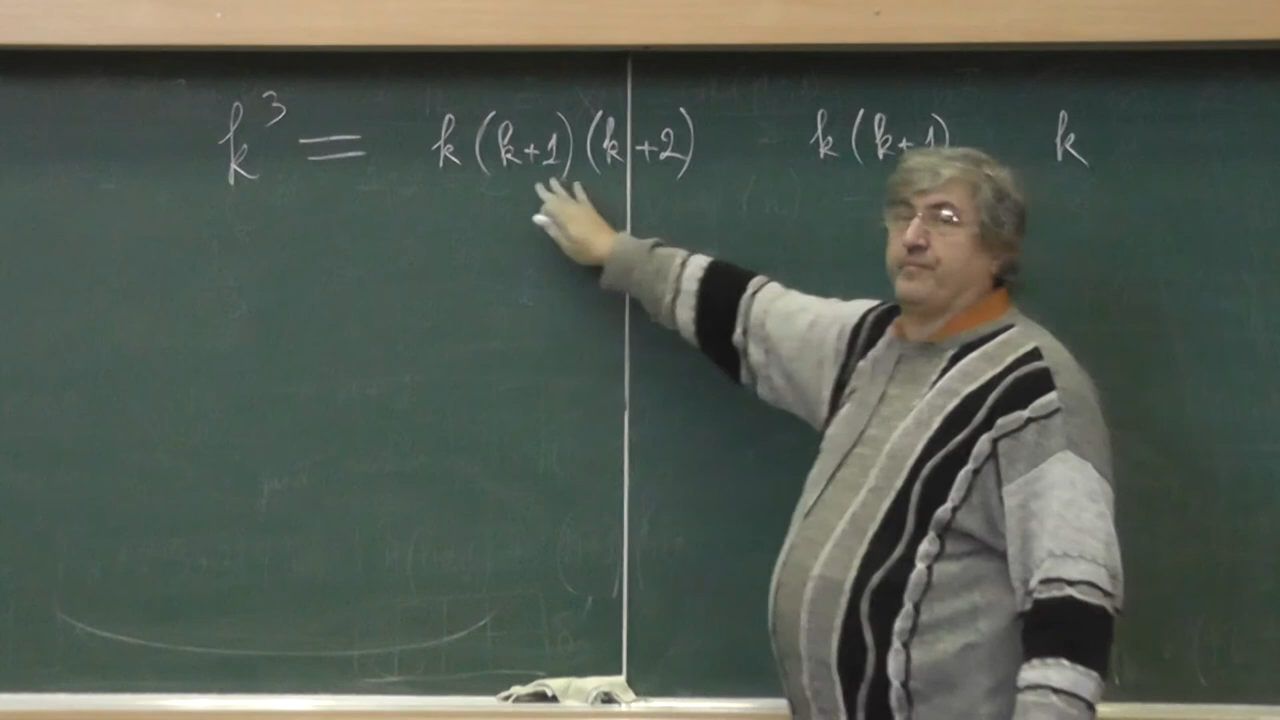 k³ = k(k+1)(k+2) k(k+1) k